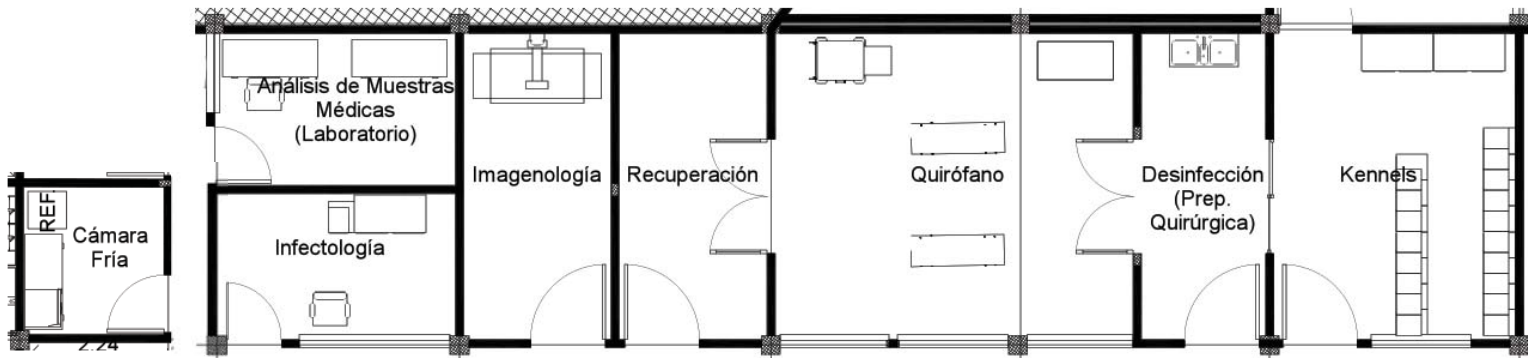 REF
Cámara
Fría
2.24
Análisis de Muestras
Médicas
(Laboratorio)
Infectología
Imagenología
Recuperación
Quirófano
Desinfección
(Prep.
Quirúrgica)
Kennels